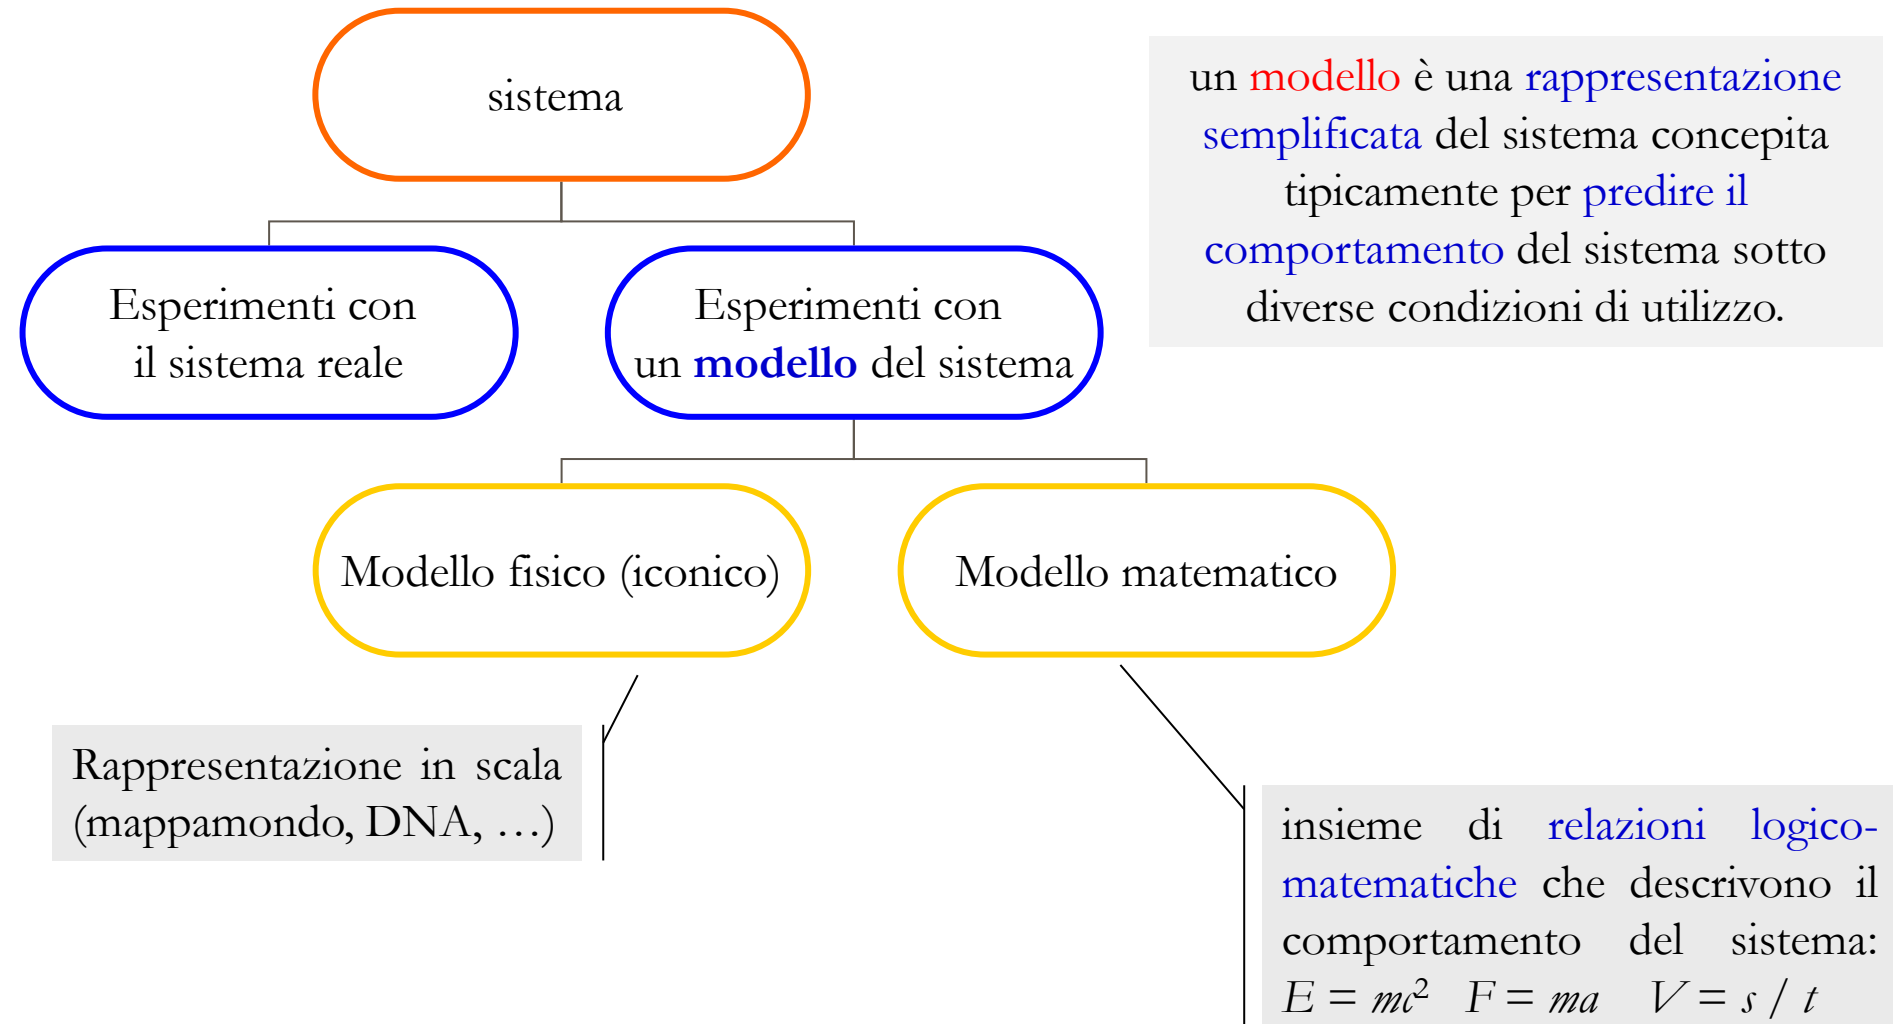 sistema
un modello è una rappresentazione
semplificata del sistema concepita
tipicamente per predire il
comportamento del sistema sotto
diverse condizioni di utilizzo.
Esperimenti con
il sistema reale
Esperimenti con
un modello del sistema
Modello fisico (iconico)
Modello matematico
Rappresentazione in scala
(mappamondo, DNA, …)
insieme di relazioni logico-
matematiche che descrivono il
comportamento del sistema:
E = mc² F = ma V = s / t